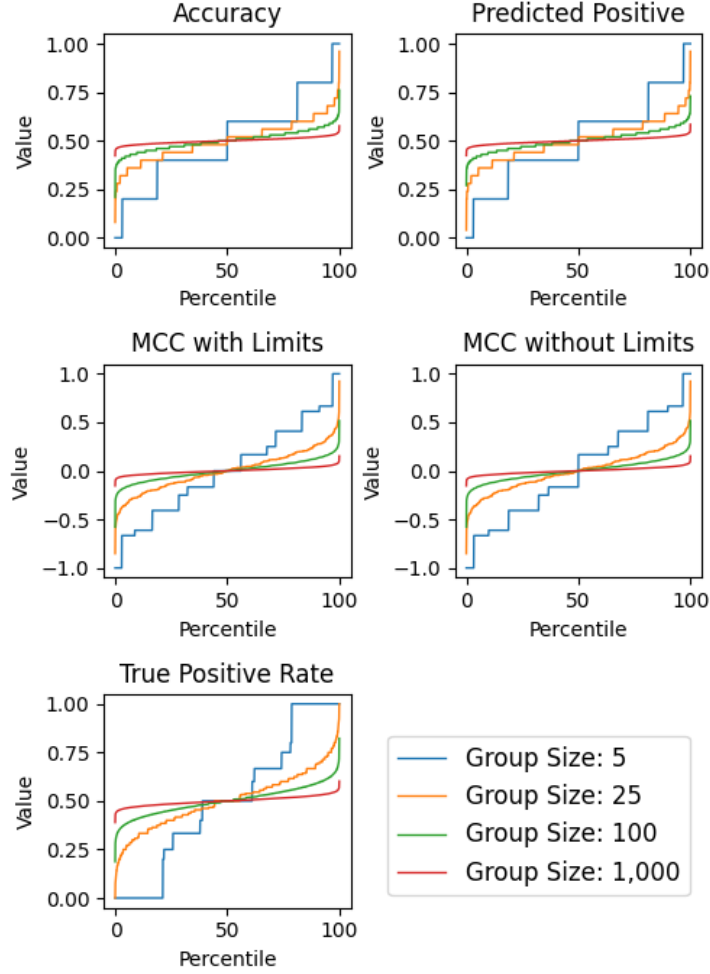 Accuracy
1.00
0.75
0.50
0.25
0.00
Value
0
50
100
Percentile
Predicted Positive
1.00
0.75
0.50
0.25
0.00
Value
0
50
100
Percentile
MCC with Limits
1.0
0.5
0.0
−0.5
−1.0
Value
0
50
100
Percentile
MCC without Limits
1.0
0.5
0.0
−0.5
−1.0
Value
0
50
100
Percentile
True Positive Rate
1.00
0.75
0.50
0.25
0.00
Value
0
50
100
Percentile
Group Size: 5
Group Size: 25
Group Size: 100
Group Size: 1,000